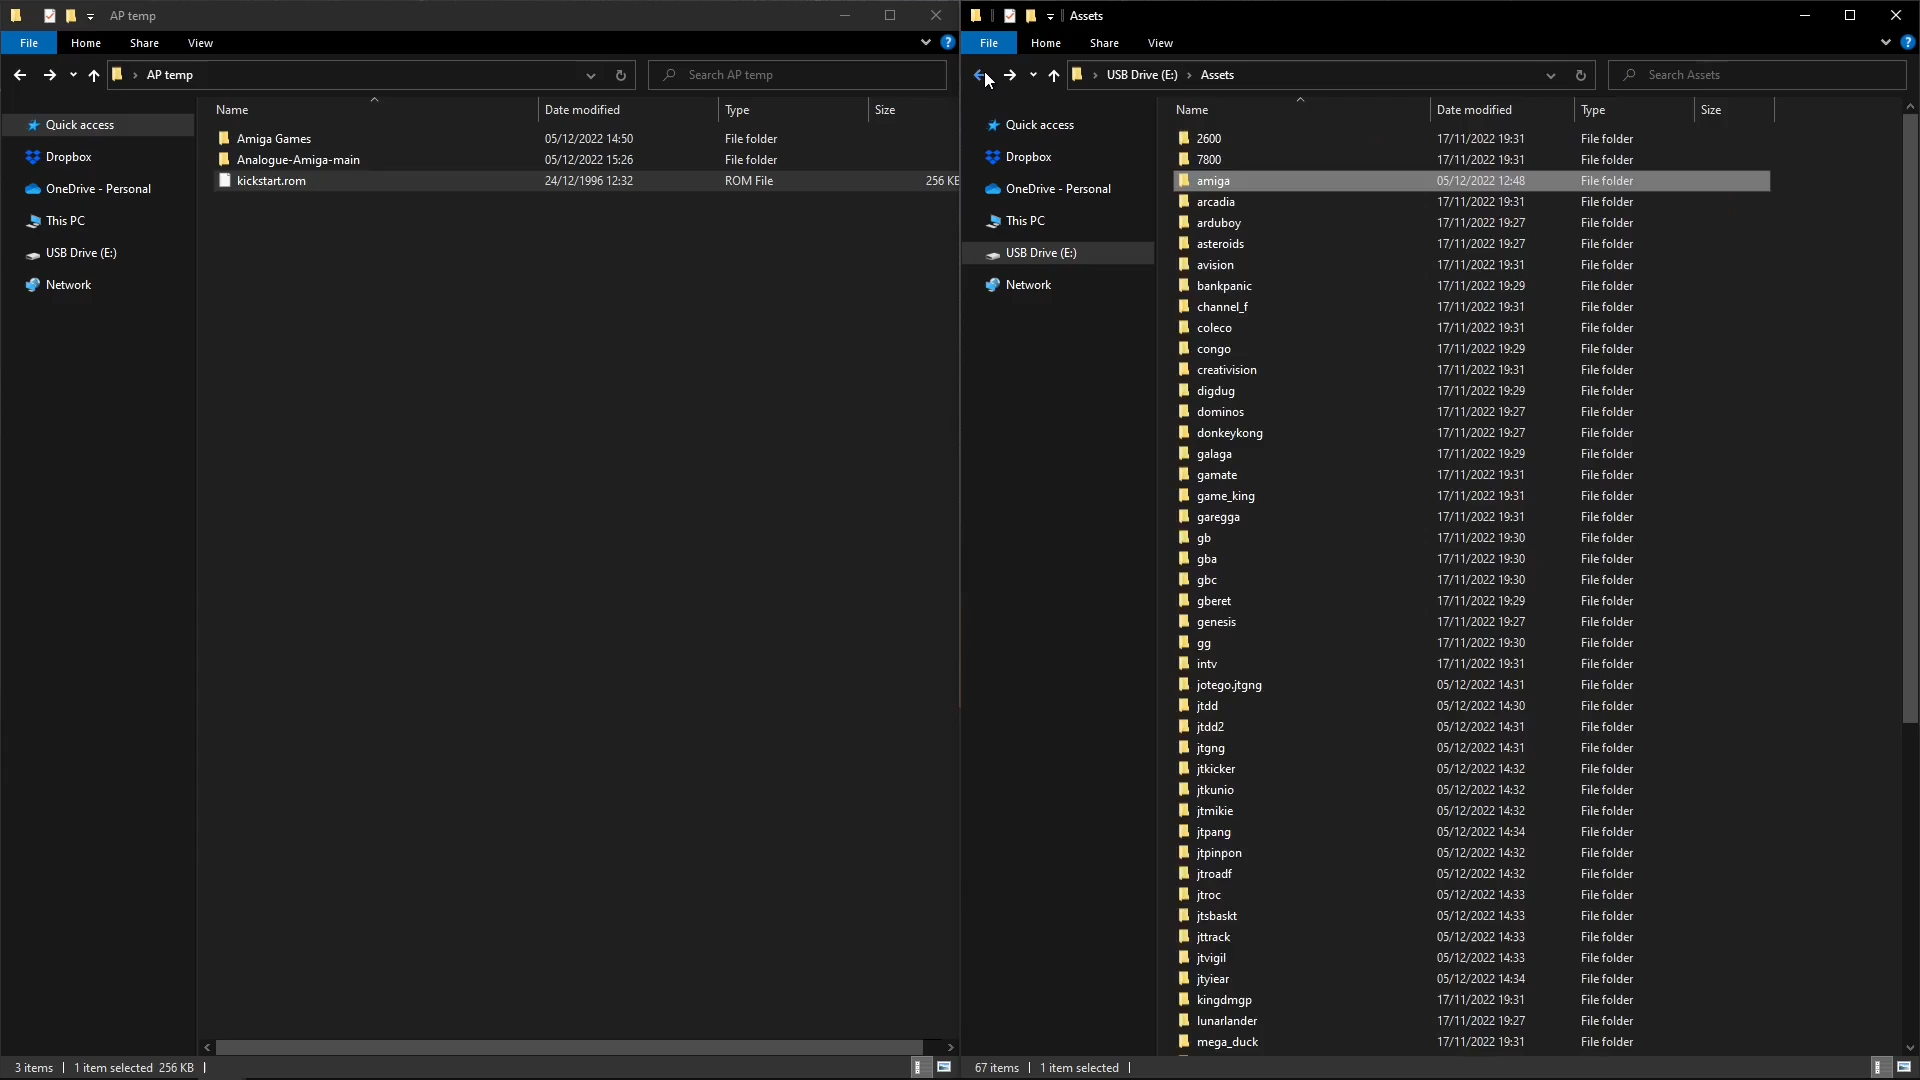 AP temp
File Home Share View
AP temp
Search AP temp
Quick access
Dropbox
OneDrive - Personal
This PC
USB Drive (E:)
Network
Name Date modified Type Size
Amiga Games 05/12/2022 14:50 File folder
Analogue-Amiga-main 05/12/2022 15:26 File folder
kickstart.rom 24/12/1996 12:32 ROM File 256 KB
3 items 1 item selected 256 KB
Assets
File Home Share View
USB Drive (E:) Assets
Search Assets
Quick access
Dropbox
OneDrive - Personal
This PC
USB Drive (E:)
Network
Name Date modified Type Size
2600 17/11/2022 19:31 File folder
7800 17/11/2022 19:31 File folder
amiga 05/12/2022 12:48 File folder
arcadia 17/11/2022 19:31 File folder
arduboy 17/11/2022 19:27 File folder
asteroids 17/11/2022 19:27 File folder
avision 17/11/2022 19:31 File folder
bankpanic 17/11/2022 19:29 File folder
channel_f 17/11/2022 19:31 File folder
coleco 17/11/2022 19:31 File folder
congo 17/11/2022 19:29 File folder
creativision 17/11/2022 19:31 File folder
digdug 17/11/2022 19:29 File folder
dominos 17/11/2022 19:27 File folder
donkeykong 17/11/2022 19:27 File folder
galaga 17/11/2022 19:29 File folder
gamate 17/11/2022 19:31 File folder
game_king 17/11/2022 19:31 File folder
garegga 17/11/2022 19:31 File folder
gb 17/11/2022 19:30 File folder
gba 17/11/2022 19:30 File folder
gbc 17/11/2022 19:30 File folder
gberet 17/11/2022 19:29 File folder
genesis 17/11/2022 19:27 File folder
gg 17/11/2022 19:30 File folder
intv 17/11/2022 19:31 File folder
jotego.jtgng 05/12/2022 14:31 File folder
jtdd 05/12/2022 14:30 File folder
jtdd2 05/12/2022 14:31 File folder
jtgng 05/12/2022 14:31 File folder
jtkicker 05/12/2022 14:32 File folder
jtkunio 05/12/2022 14:32 File folder
jtmikie 05/12/2022 14:32 File folder
jtpang 05/12/2022 14:34 File folder
jtpinpon 05/12/2022 14:32 File folder
jtroadf 05/12/2022 14:32 File folder
jtroc 05/12/2022 14:33 File folder
jtsbaskt 05/12/2022 14:33 File folder
jttrack 05/12/2022 14:33 File folder
jtvigil 05/12/2022 14:33 File folder
jtyiear 05/12/2022 14:34 File folder
kingdmgp 17/11/2022 19:31 File folder
lunarlander 17/11/2022 19:27 File folder
mega_duck 17/11/2022 19:31 File folder
67 items 1 item selected